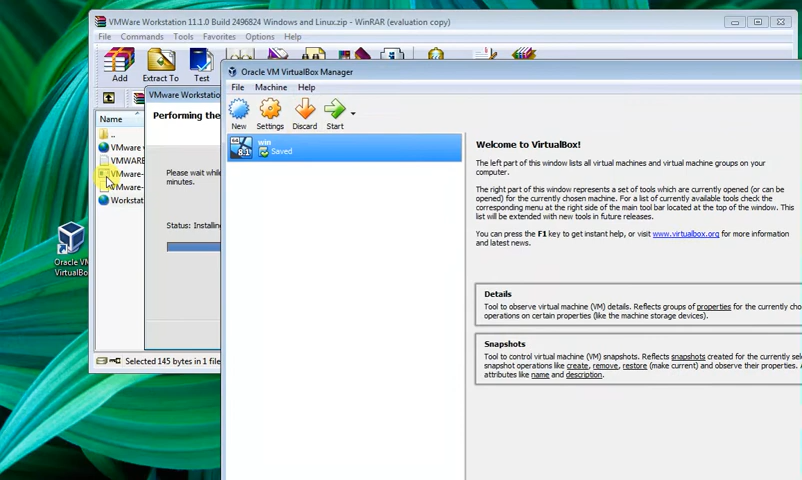 VMWare Workstation 11.1.0 Build 2496824 Windows and Linux.zip - WinRAR (evaluation copy)
File Commands Tools Favorites Options Help
Add Extract To Test
Oracle VM VirtualBox Manager
File Machine Help
New Settings Discard Start
Name
..
VMware
VMWARE
VMware-
VMware-
Workstat
VMware Workstatio
Performing the
Please wait while
minutes.
Status: Installing
win
Saved
64
8.1
Welcome to VirtualBox!
The left part of this window lists all virtual machines and virtual machine groups on your
computer.
The right part of this window represents a set of tools which are currently opened (or can be
opened) for the currently chosen machine. For a list of currently available tools check the
corresponding menu at the right side of the main tool bar located at the top of the window. This
list will be extended with new tools in future releases.
You can press the F1 key to get instant help, or visit www.virtualbox.org for more information
and latest news.
Details
Tool to observe virtual machine (VM) details. Reflects groups of properties for the currently cho
operations on certain properties (like the machine storage devices).
Snapshots
Tool to control virtual machine (VM) snapshots. Reflects snapshots created for the currently sel
snapshot operations like create, remove, restore (make current) and observe their properties. A
attributes like name and description.
Oracle VM
VirtualBox
Selected 145 bytes in 1 file